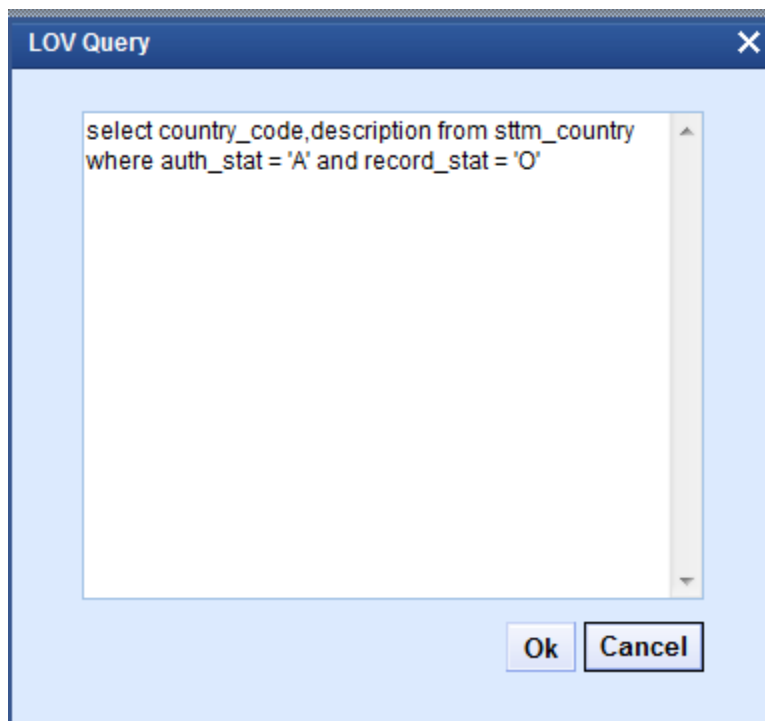 LOV Query
select country_code,description from sttm_country
where auth_stat = 'A' and record_stat = 'O'
Ok Cancel